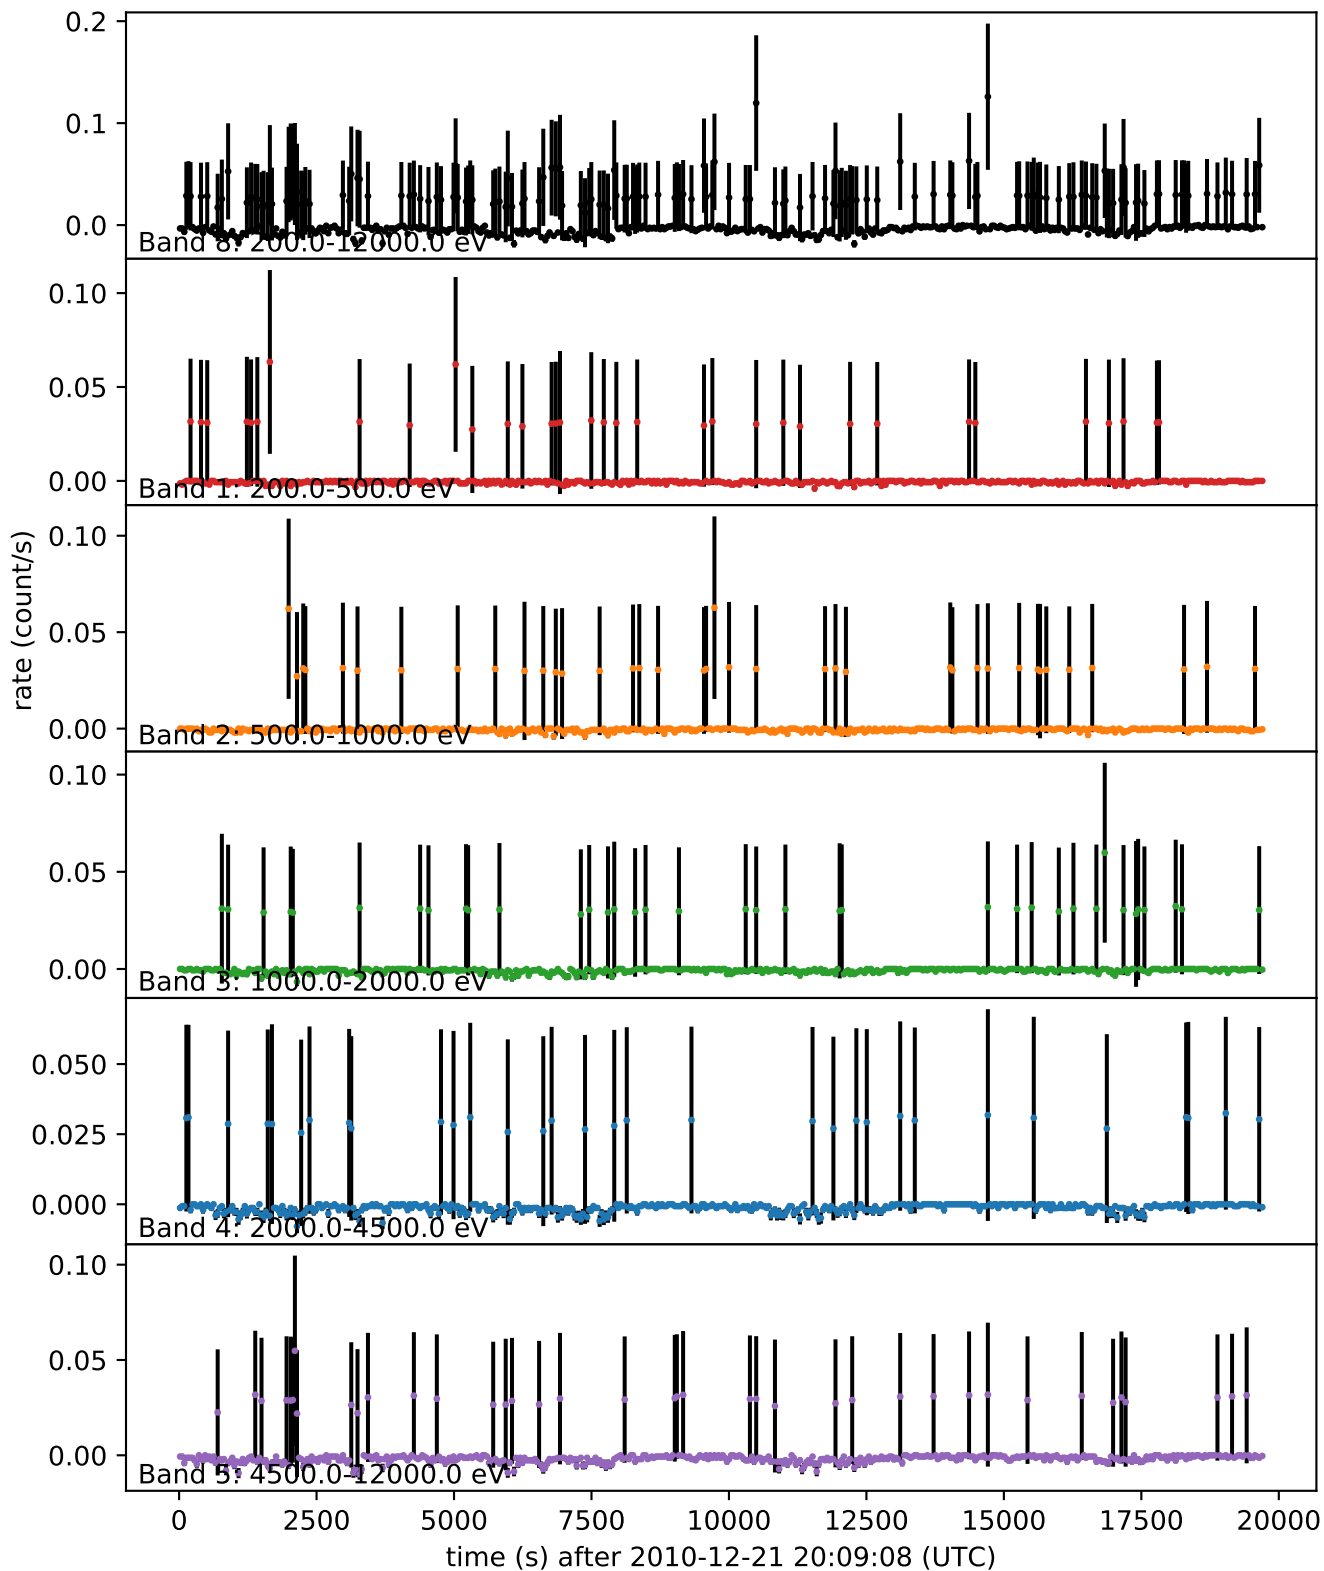 0.2
0.1
0.0
Band 8: 200.0-12000.0 eV
0.10
0.05
0.00
Band 1: 200.0-500.0 eV
0.10
0.05
0.00
Band 2: 500.0-1000.0 eV
rate (count/s)
0.10
0.05
0.00
Band 3: 1000.0-2000.0 eV
0.050
0.025
0.000
Band 4: 2000.0-4500.0 eV
0.10
0.05
0.00
Band 5: 4500.0-12000.0 eV
0 2500 5000 7500 10000 12500 15000 17500 20000
time (s) after 2010-12-21 20:09:08 (UTC)